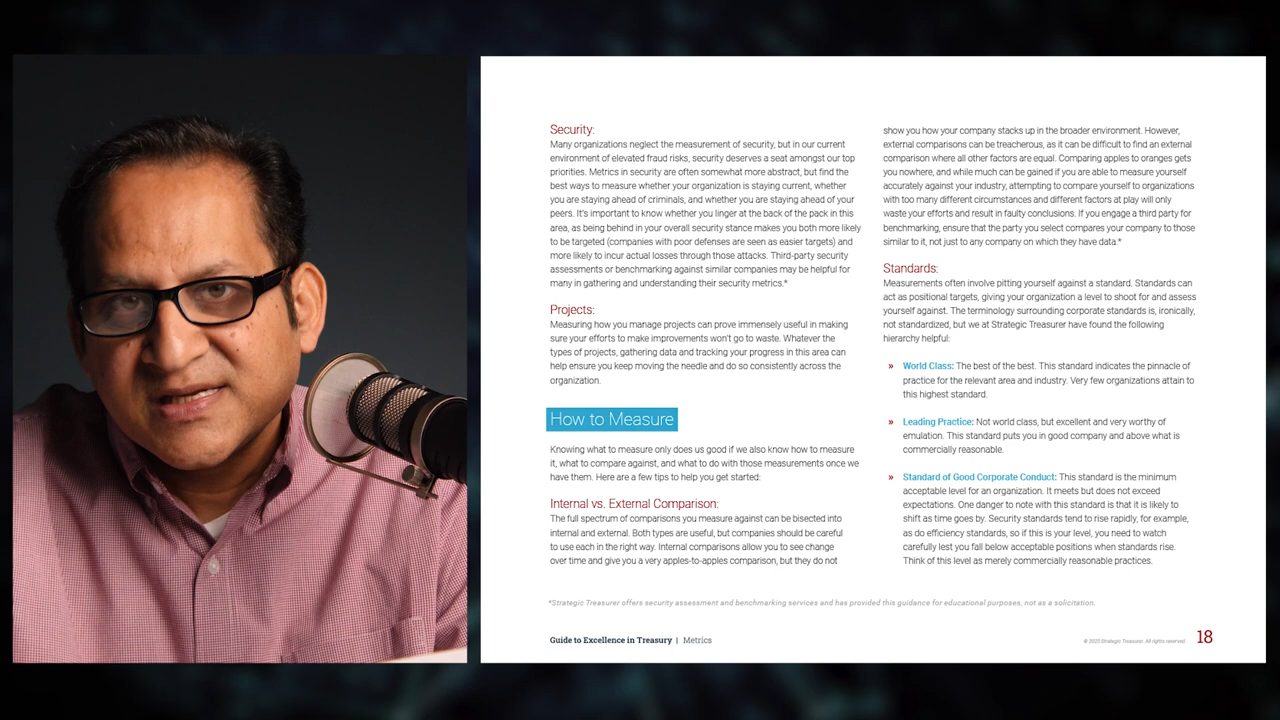 Security:
Many organizations neglect the measurement of security, but in our current
environment of elevated fraud risks, security deserves a seat amongst our top
priorities. Metrics in security are often somewhat more abstract, but find the
best ways to measure whether your organization is staying current, whether
you are staying ahead of criminals, and whether you are staying ahead of your
peers. It's important to know whether you linger at the back of the pack in this
area, as being behind in your overall security stance makes you both more likely
to be targeted (companies with poor defenses are seen as easier targets) and
more likely to incur actual losses through those attacks. Third-party security
assessments or benchmarking against similar companies may be helpful for
many in gathering and understanding their security metrics.*
Projects:
Measuring how you manage projects can prove immensely useful in making
sure your efforts to make improvements won't go to waste. Whatever the
types of projects, gathering data and tracking your progress in this area can
help ensure you keep moving the needle and do so consistently across the
organization.
How to Measure
Knowing what to measure only does us good if we also know how to measure
it, what to compare against, and what to do with those measurements once we
have them. Here are a few tips to help you get started:
Internal vs. External Comparison:
The full spectrum of comparisons you measure against can be bisected into
internal and external. Both types are useful, but companies should be careful
to use each in the right way. Internal comparisons allow you to see change
over time and give you a very apples-to-apples comparison, but they do not
show you how your company stacks up in the broader environment. However,
external comparisons can be treacherous, as it can be difficult to find an external
comparison where all other factors are equal. Comparing apples to oranges gets
you nowhere, and while much can be gained if you are able to measure yourself
accurately against your industry, attempting to compare yourself to organizations
with too many different circumstances and different factors at play will only
waste your efforts and result in faulty conclusions. If you engage a third party for
benchmarking, ensure that the party you select compares your company to those
similar to it, not just to any company on which they have data.*
Standards:
Measurements often involve pitting yourself against a standard. Standards can
act as positional targets, giving your organization a level to shoot for and assess
yourself against. The terminology surrounding corporate standards is, ironically,
not standardized, but we at Strategic Treasurer have found the following
hierarchy helpful:
» World Class: The best of the best. This standard indicates the pinnacle of
practice for the relevant area and industry. Very few organizations attain to
this highest standard.
» Leading Practice: Not world class, but excellent and very worthy of
emulation. This standard puts you in good company and above what is
commercially reasonable.
» Standard of Good Corporate Conduct: This standard is the minimum
acceptable level for an organization. It meets but does not exceed
expectations. One danger to note with this standard is that it is likely to
shift as time goes by. Security standards tend to rise rapidly, for example,
as do efficiency standards, so if this is your level, you need to watch
carefully lest you fall below acceptable positions when standards rise.
Think of this level as merely commercially reasonable practices.
*Strategic Treasurer offers security assessment and benchmarking services and has provided this guidance for educational purposes, not as a solicitation.
Guide to Excellence in Treasury | Metrics
© 2023 Strategic Treasurer. All rights reserved. 18